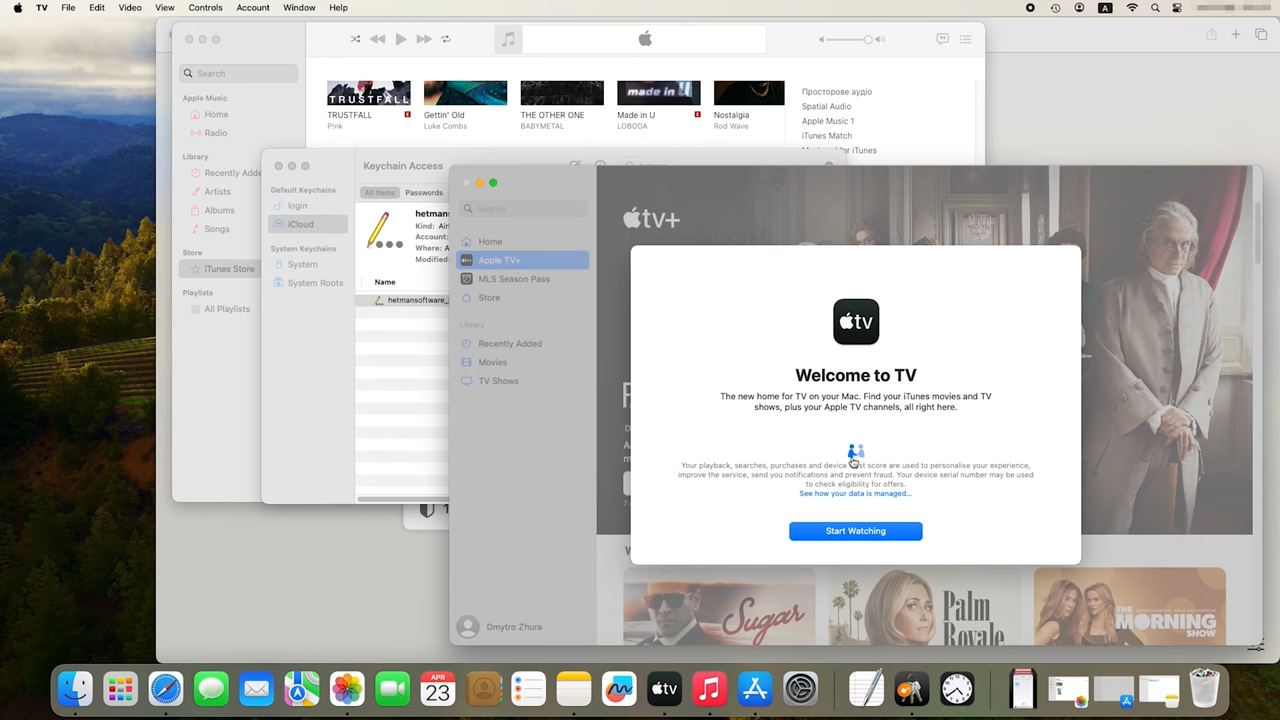 TV File Edit Video View Controls Account Window Help
Search
Apple Music
Home
Radio
Library
Recently Adde
Artists
Albums
Songs
Store
iTunes Store
Playlists
All Playlists
TRUSTFALL
made in
TRUSTFALL
P!nk
Gettin' Old
Luke Combs
THE OTHER ONE
BABYMETAL
Made in U
LOBODA
Nostalgia
Rod Wave
Просторове аудіо
Spatial Audio
Apple Music 1
iTunes Match
Keychain Access
Default Keychains
login
iCloud
System Keychains
System
System Roots
All Items Passwords
hetmans
Kind: Air
Account:
Where: A
Modified:
Name
hetmansoftware_
Search
Home
Apple TV+
MLS Season Pass
Store
Library
Recently Added
Movies
TV Shows
Dmytro Zhura
tv+
tv
Welcome to TV
The new home for TV on your Mac. Find your iTunes movies and TV
shows, plus your Apple TV channels, all right here.
Your playback, searches, purchases and device score are used to personalise your experience,
improve the service, send you notifications and prevent fraud. Your device serial number may be used
to check eligibility for offers.
See how your data is managed...
Start Watching
Sugar
Palm
Royale
THE
MORNING
SHOW
APR
23
tv